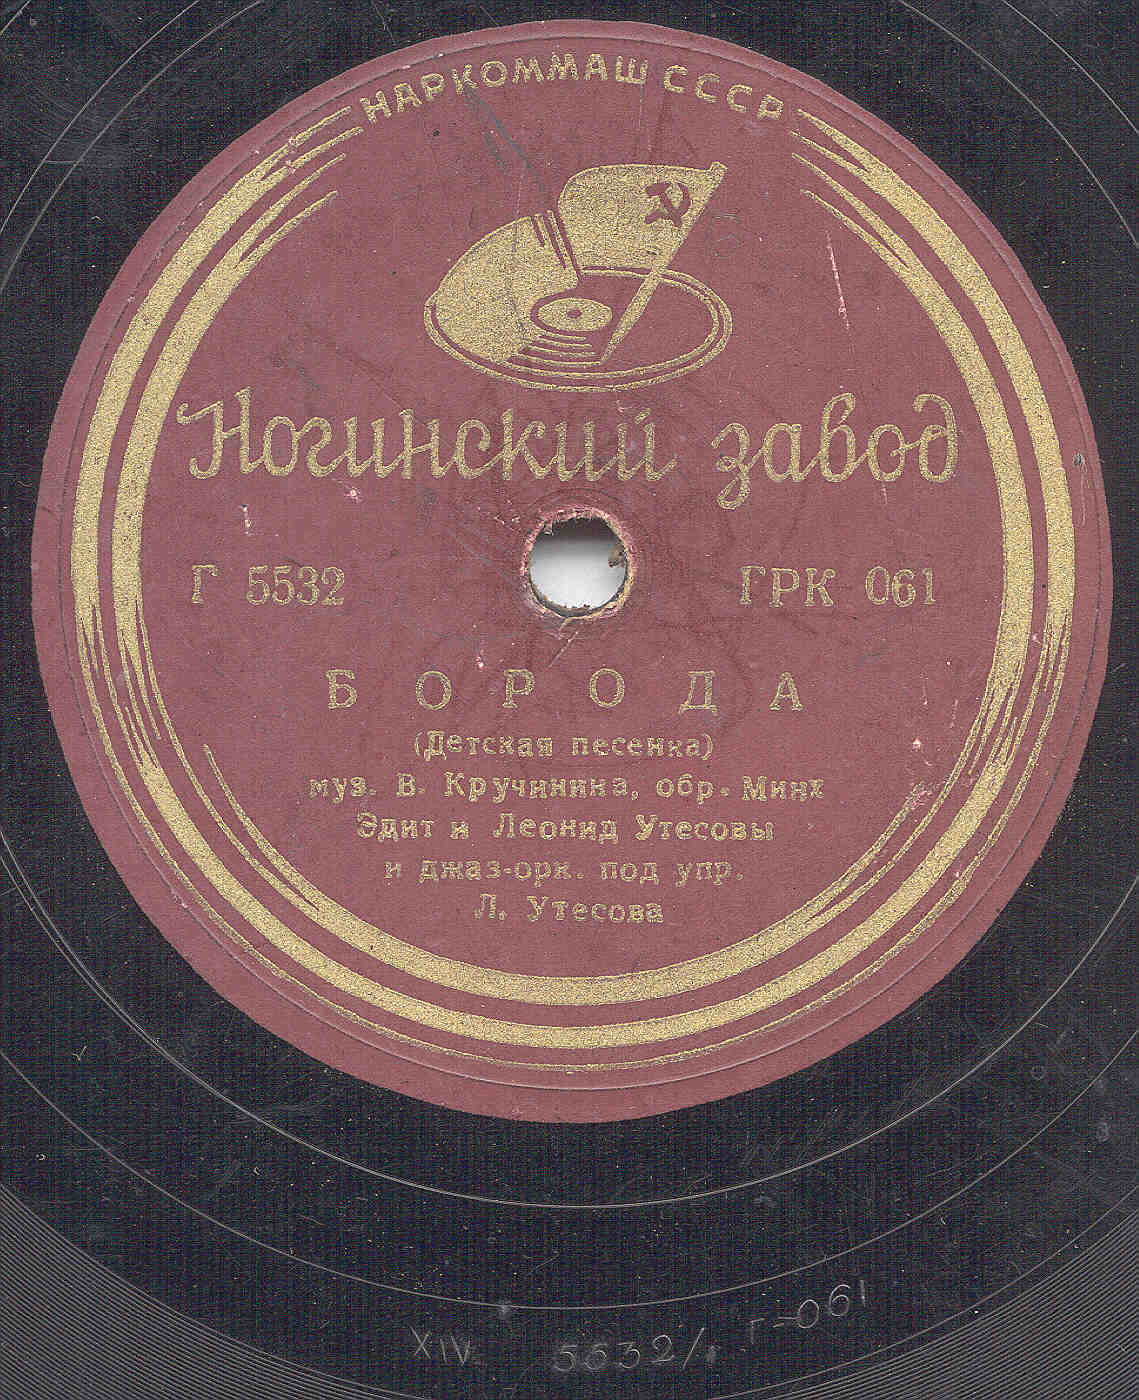 НАРКОММАШ СССР
Ногинский завод
Г 5532 ГРК 061
БОРОДА
(Детская песенка)
муз. В. Кручинина, обр. Минх
Эдит и Леонид Утесовы
и джаз-орк. под упр.
Л. Утесова
XIV 5632/1 Г-061